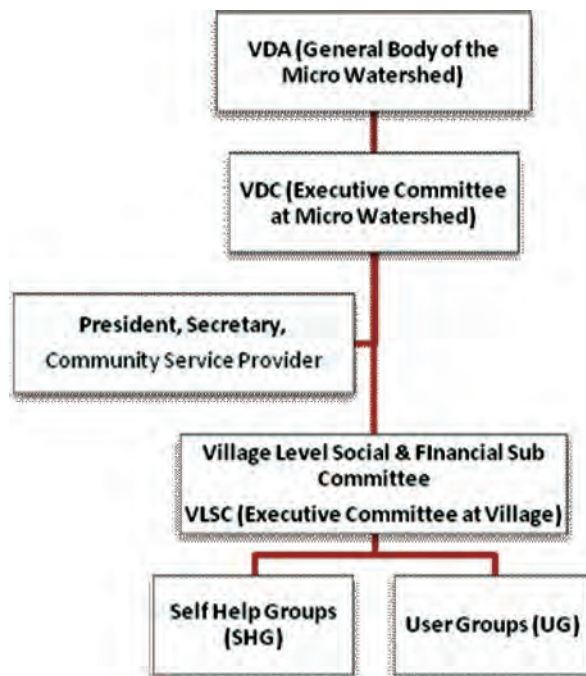 VDA (General Body of the
Micro Watershed)
VDC (Executive Committee
at Micro Watershed)
President, Secretary,
Community Service Provider
Village Level Social & FInancial Sub
Committee
VLSC (Executive Committee at Village)
Self Help Groups
(SHG)
User Groups (UG)